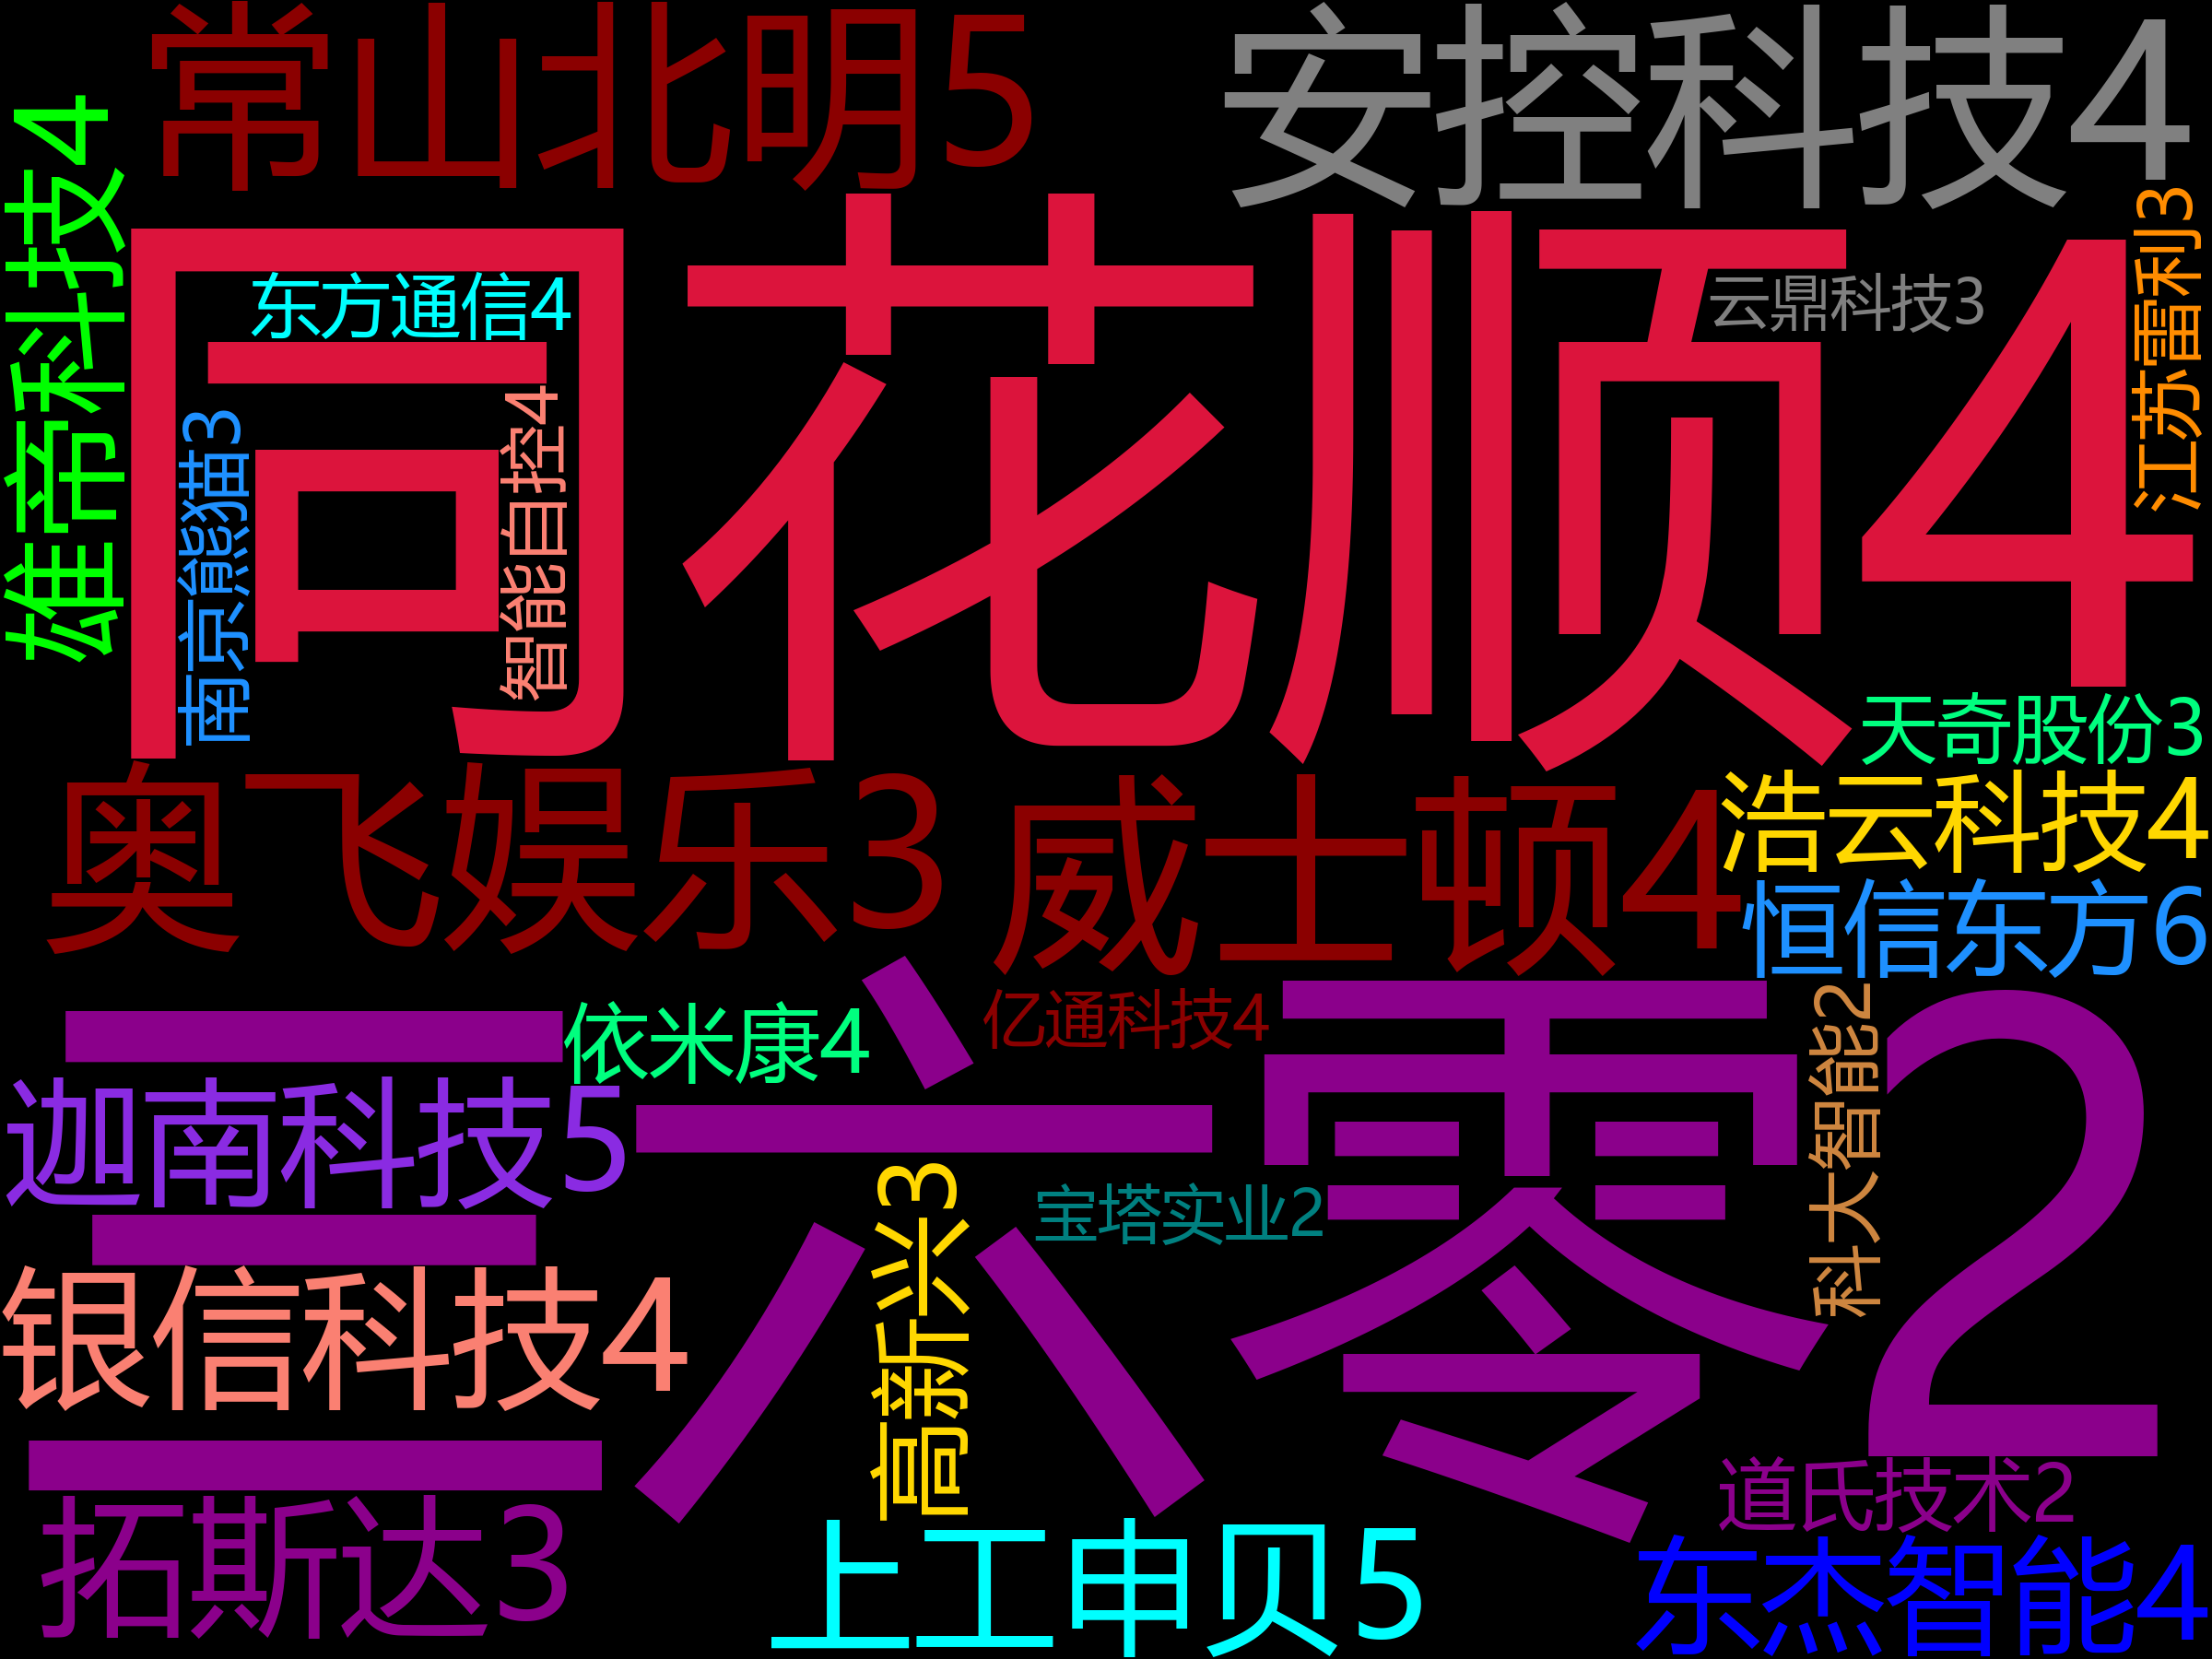 常山北明5
安控科技4
雄帝科技4
同花顺4
东方通信4
云鼎科技3
江苏雷利3
南京熊猫3
智能自控4
天奇股份3
奥飞娱乐3
威士顿4
浩云科技4
恒信东方6
三六零2
依米康4
亿通科技4
科大智能2
迦南科技5
高新兴3
宝塔实业2
银信科技4
拓斯达3
上工申贝5
道氏技术2
东杰智能4